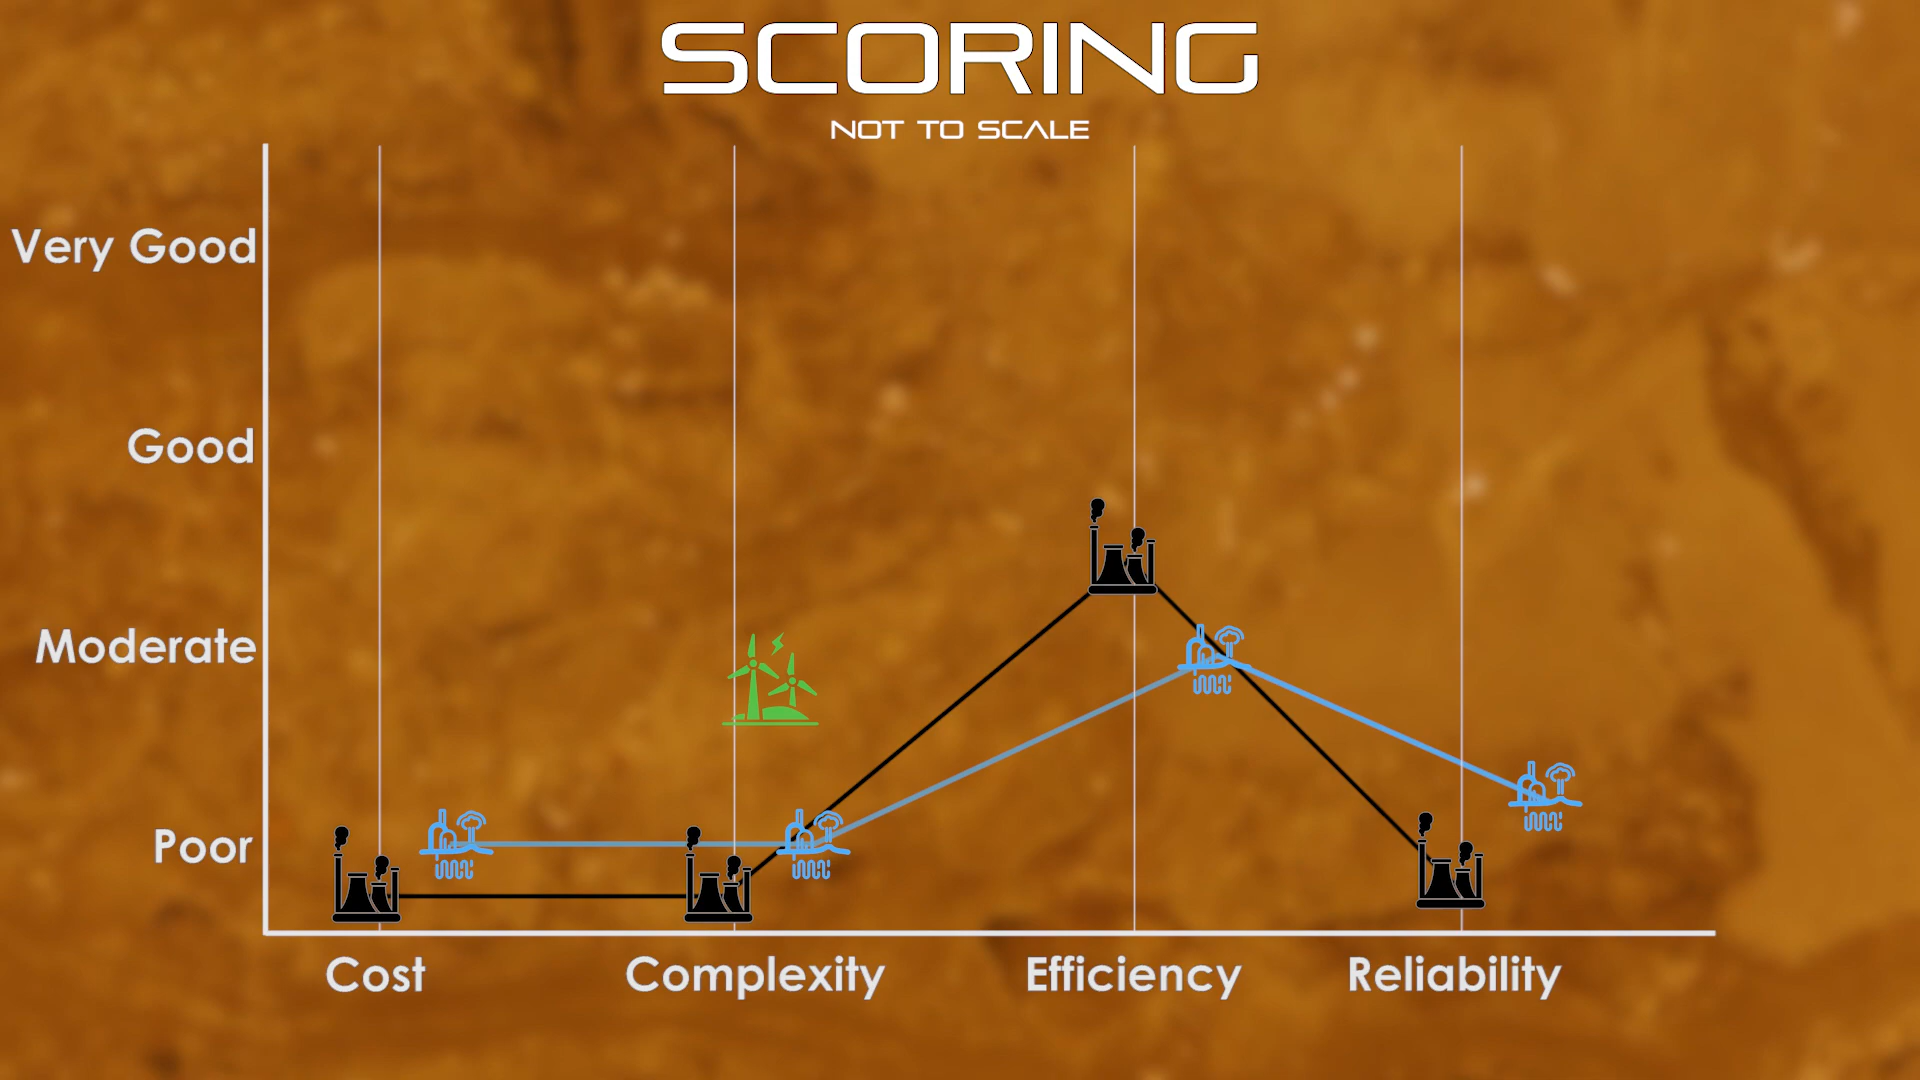 SCORING
NOT TO SCALE
Very Good
Good
Moderate
Poor
Cost
Complexity
Efficiency
Reliability